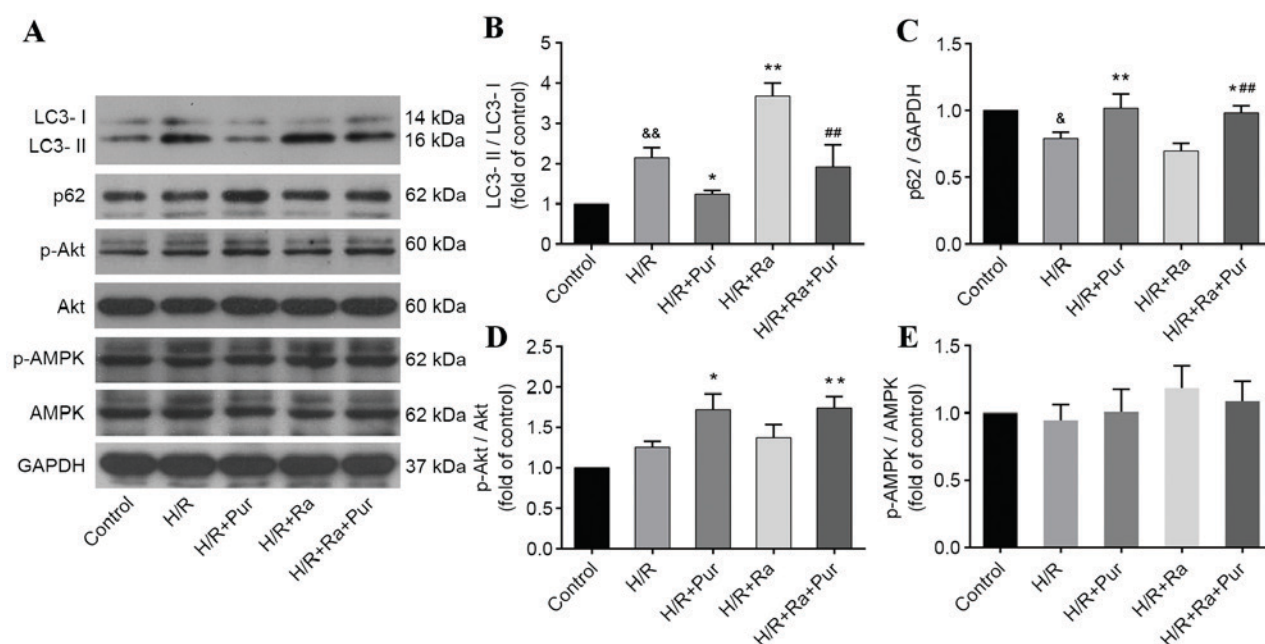 A
LC3- I
14 kDa
LC3- II
16 kDa
p62
62 kDa
p-Akt
60 kDa
Akt
60 kDa
p-AMPK
62 kDa
AMPK
62 kDa
GAPDH
37 kDa
Control
H/R
H/R+Pur
H/R+Ra
H/R+Ra+Pur
B
LC3- II / LC3- I
(fold of control)
5
4
3
2
1
0
&&
*
**
##
Control
H/R
H/R+Pur
H/R+Ra
H/R+Ra+Pur
C
p62 / GAPDH
1.5
1.0
0.5
0.0
&
**
*##
Control
H/R
H/R+Pur
H/R+Ra
H/R+Ra+Pur
D
p-Akt / Akt
(fold of control)
2.5
2.0
1.5
1.0
0.5
0.0
*
**
Control
H/R
H/R+Pur
H/R+Ra
H/R+Ra+Pur
E
p-AMPK / AMPK
(fold of control)
1.5
1.0
0.5
0.0
Control
H/R
H/R+Pur
H/R+Ra
H/R+Ra+Pur